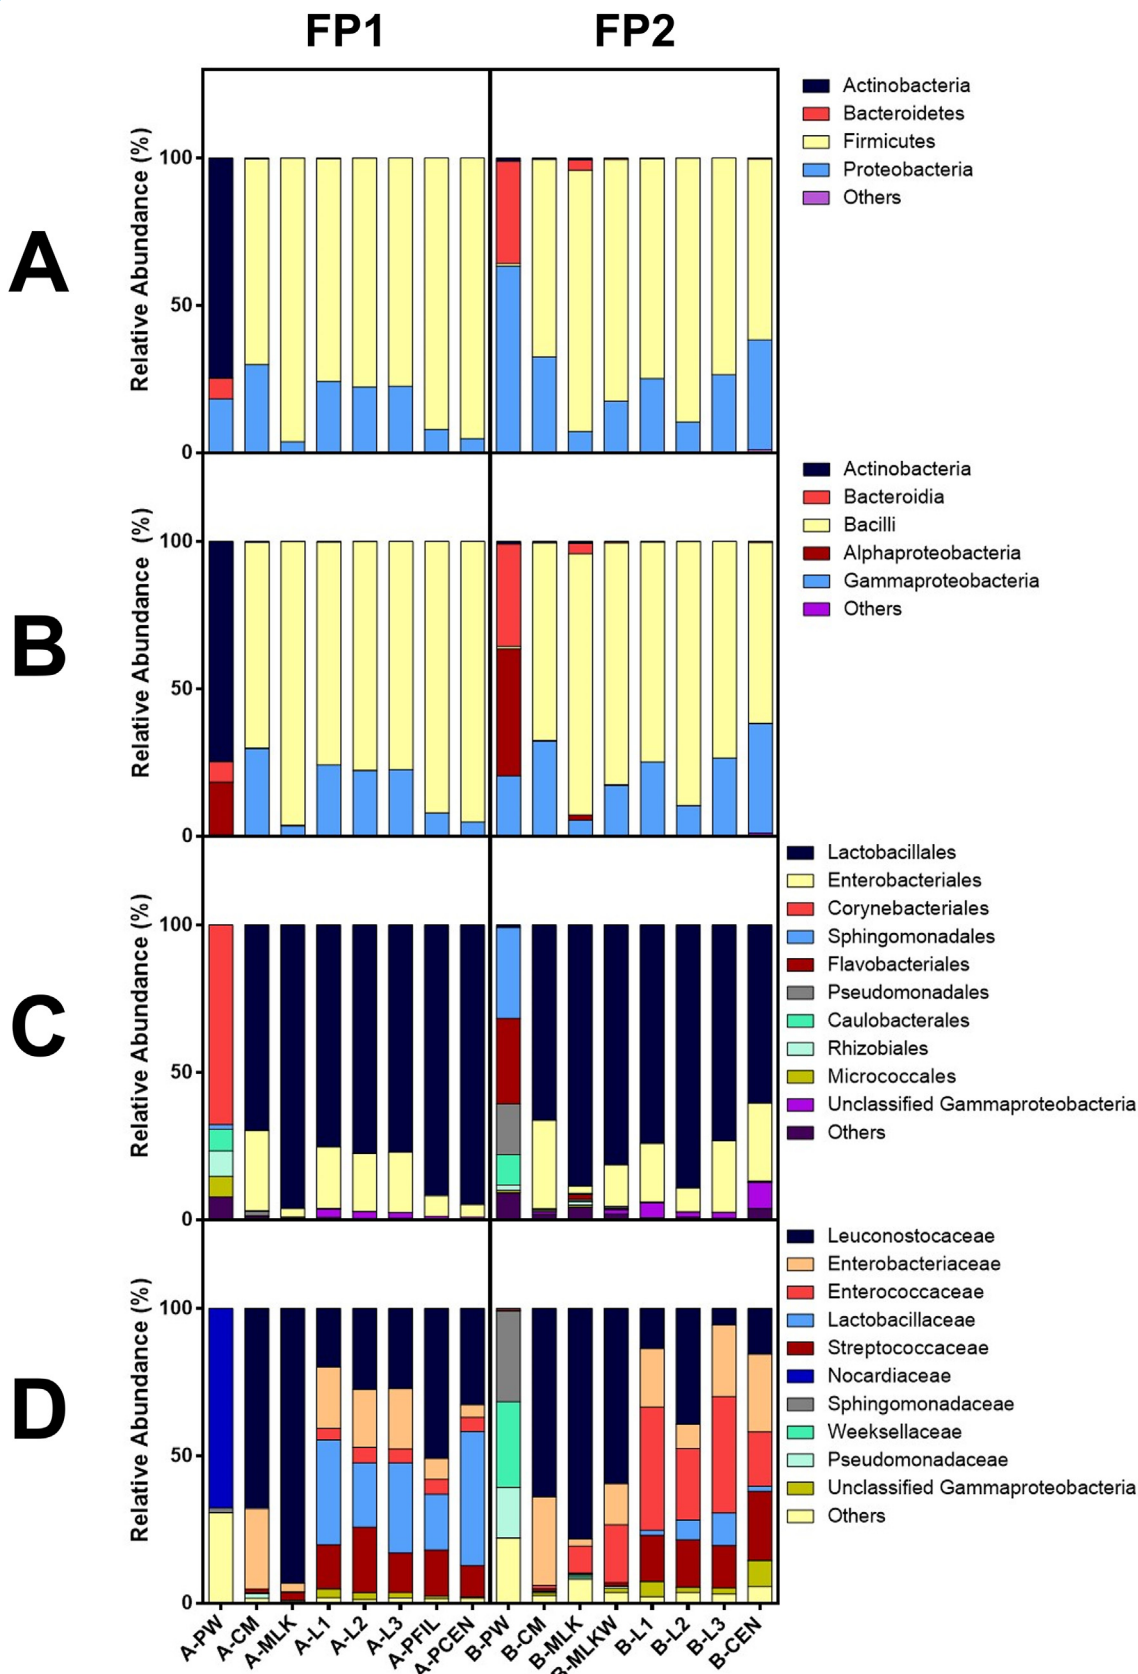 FP1 FP2
A
Relative Abundance (%)
100
50
0
Actinobacteria
Bacteroidetes
Firmicutes
Proteobacteria
Others
B
Relative Abundance (%)
100
50
0
Actinobacteria
Bacteroidia
Bacilli
Alphaproteobacteria
Gammaproteobacteria
Others
C
Relative Abundance (%)
100
50
0
Lactobacillales
Enterobacteriales
Corynebacteriales
Sphingomonadales
Flavobacteriales
Pseudomonadales
Caulobacterales
Rhizobiales
Micrococcales
Unclassified Gammaproteobacteria
Others
D
Relative Abundance (%)
100
50
0
Leuconostocaceae
Enterobacteriaceae
Enterococcaceae
Lactobacillaceae
Streptococcaceae
Nocardiaceae
Sphingomonadaceae
Weeksellaceae
Pseudomonadaceae
Unclassified Gammaproteobacteria
Others
A-PW A-CM A-MLK A-L1 A-L2 A-L3 A-PFIL A-PCEN B-PW B-CM B-MLK B-MLKW B-L1 B-L2 B-L3 B-CEN